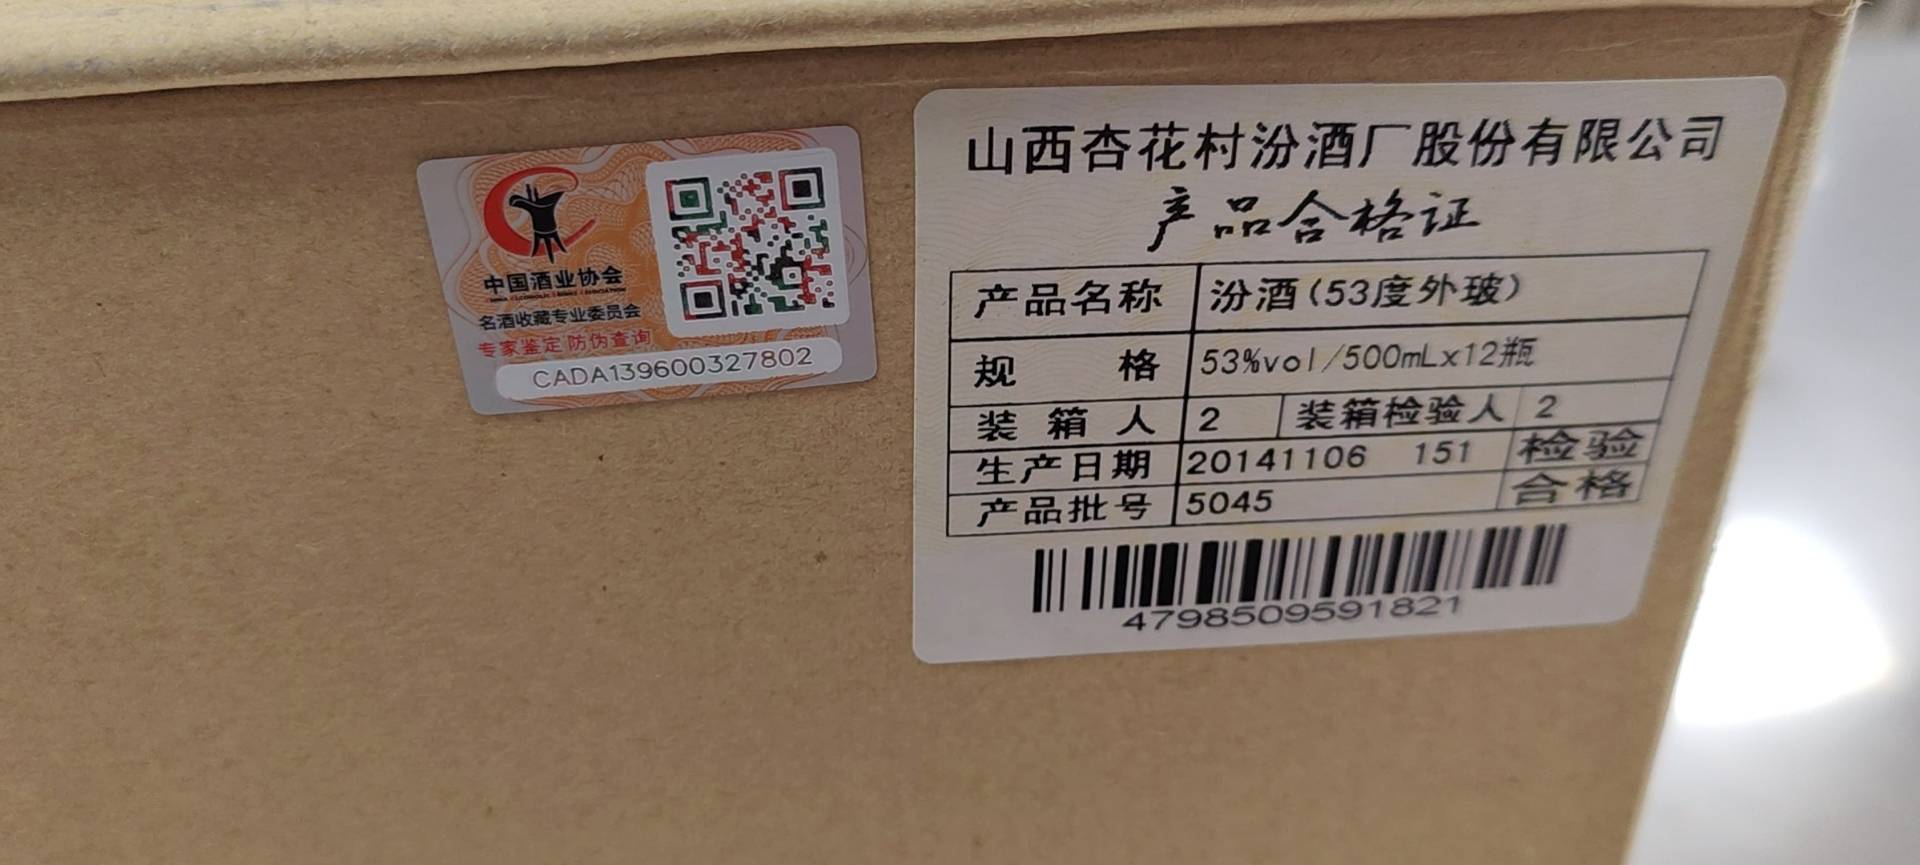 中国酒业协会
名酒收藏专业委员会
专家鉴定 防伪查询
CADA139600327802
山西杏花村汾酒厂股份有限公司
产品合格证
产品名称 汾酒(53度外玻)
规格 53%vol/500mLx12瓶
装箱人 2 装箱检验人 2
生产日期 20141106 151 检验
产品批号 5045 合格
4798509591821